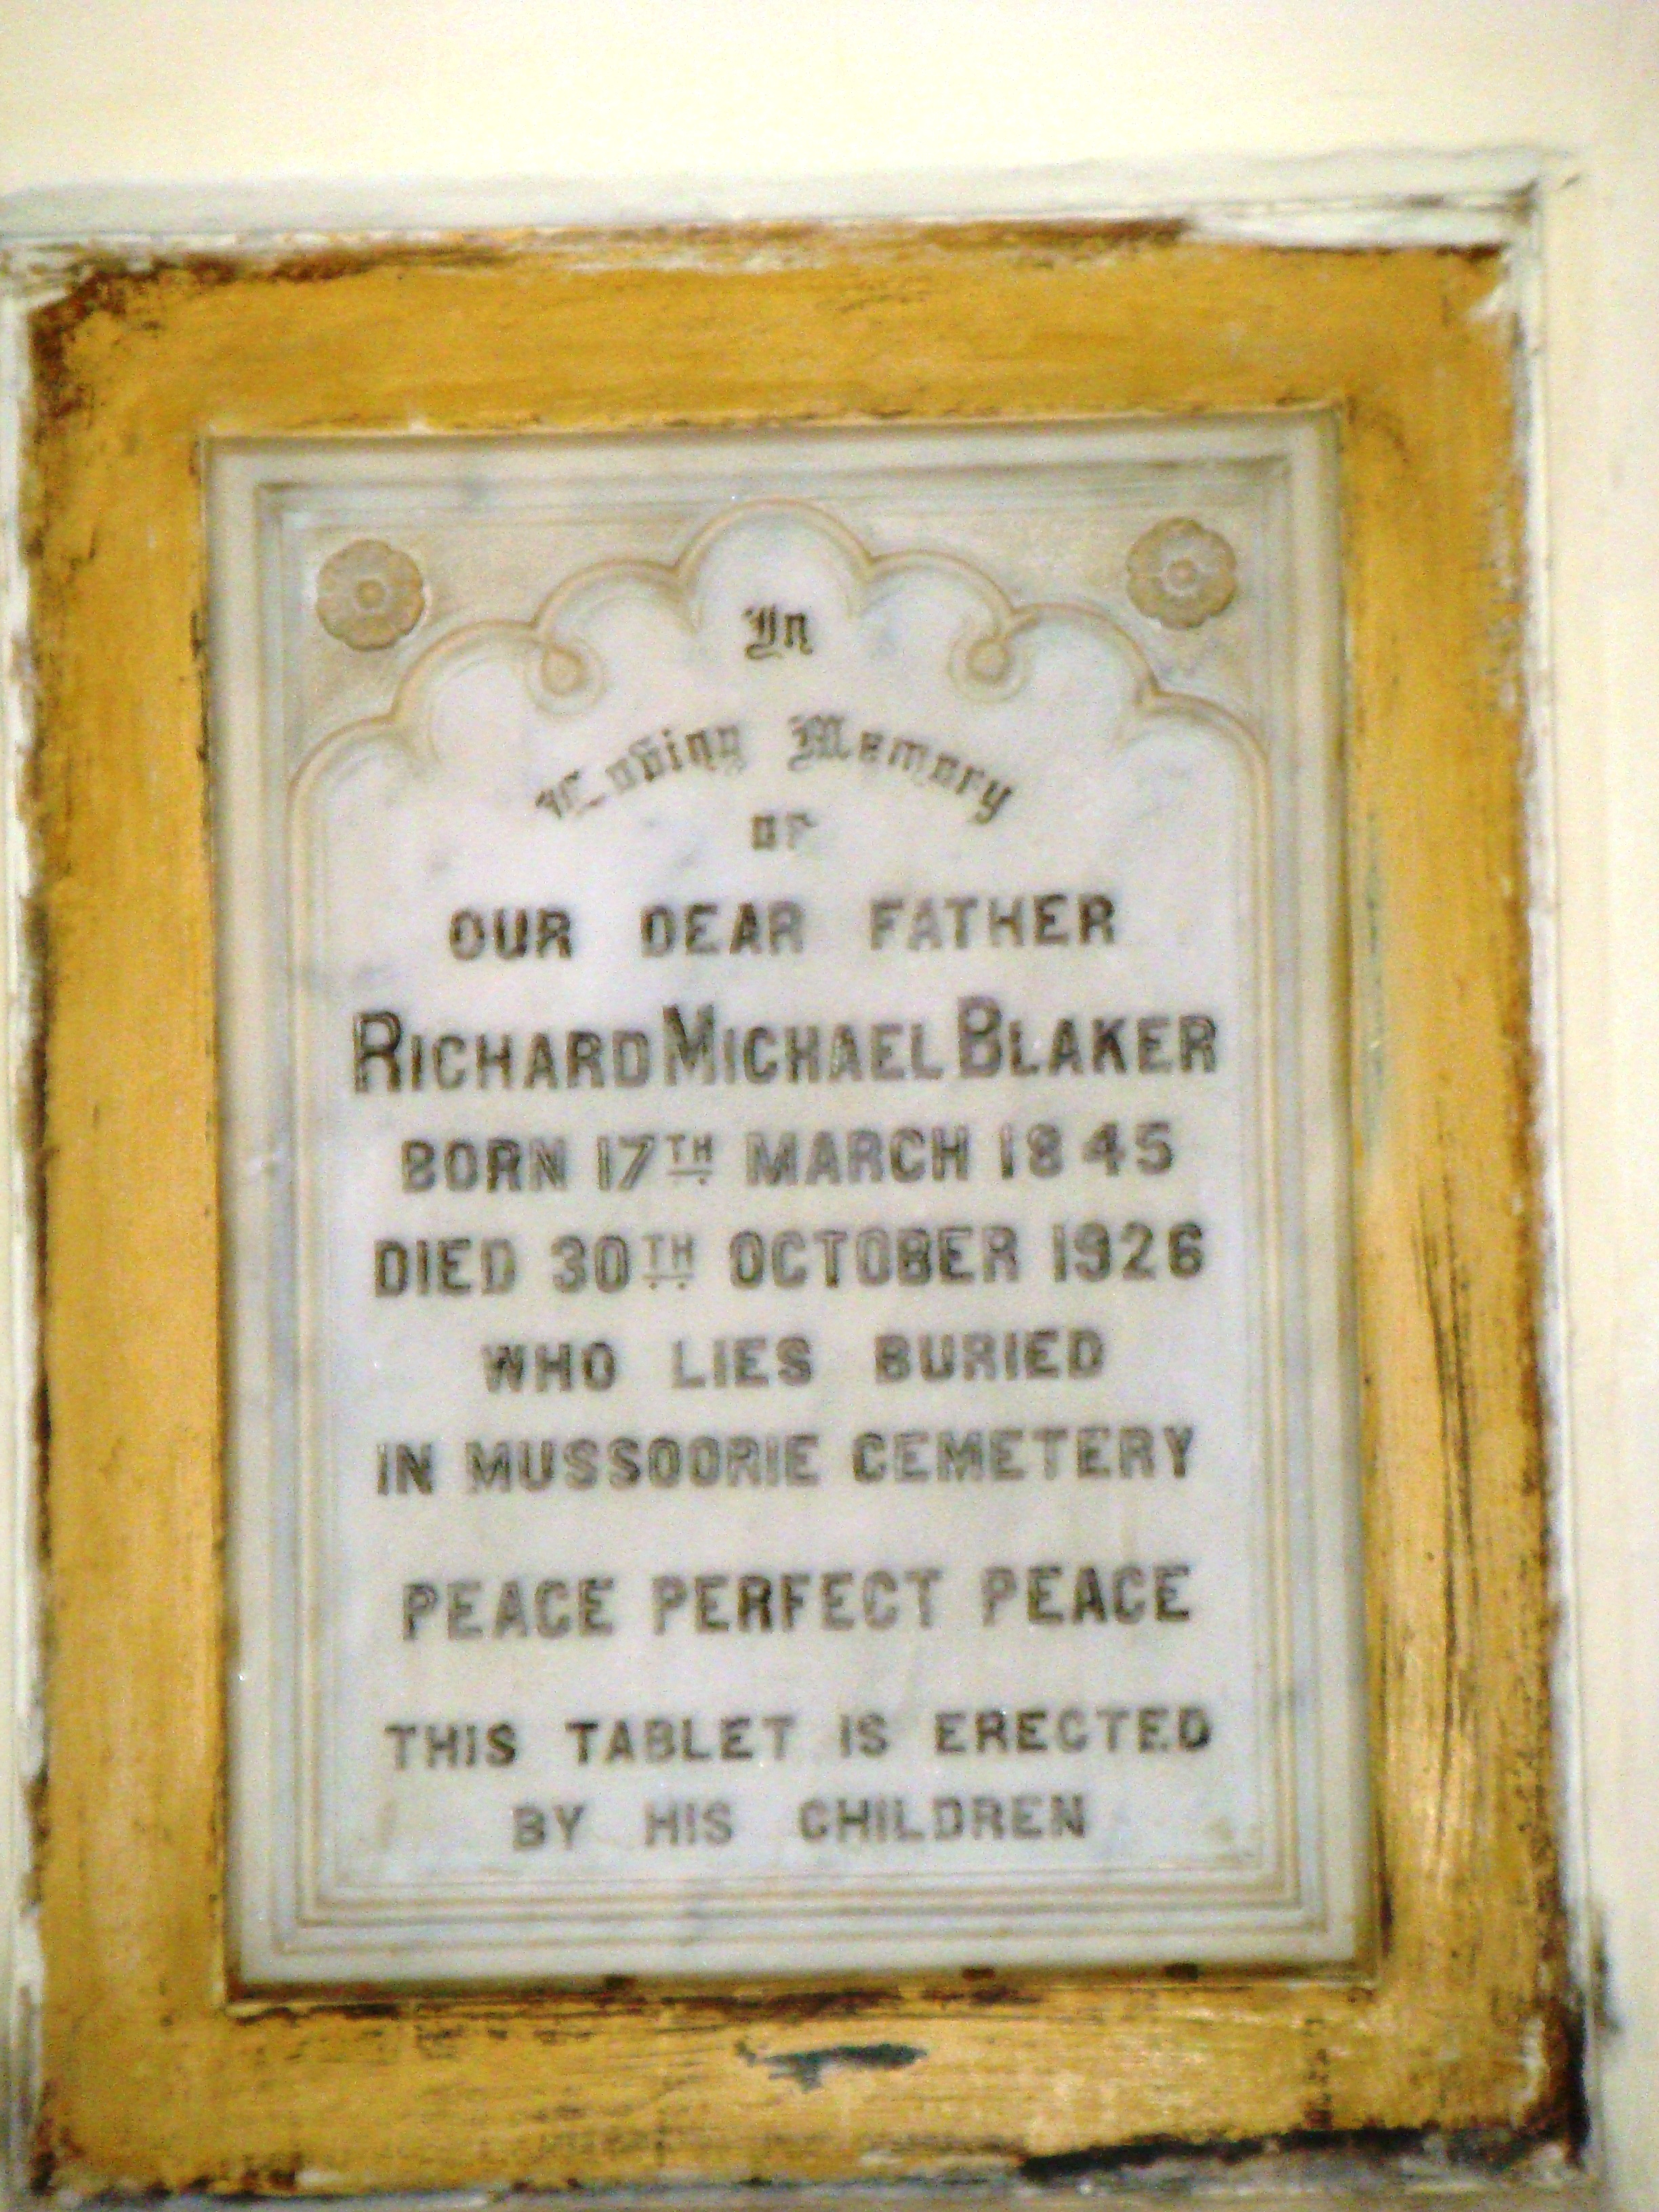 In
Loving Memory
OF
OUR DEAR FATHER
RICHARD MICHAEL BLAKER
BORN 17TH MARCH 1845
DIED 30TH OCTOBER 1926
WHO LIES BURIED
IN MUSSOORIE CEMETERY
PEACE PERFECT PEACE
THIS TABLET IS ERECTED
BY HIS CHILDREN